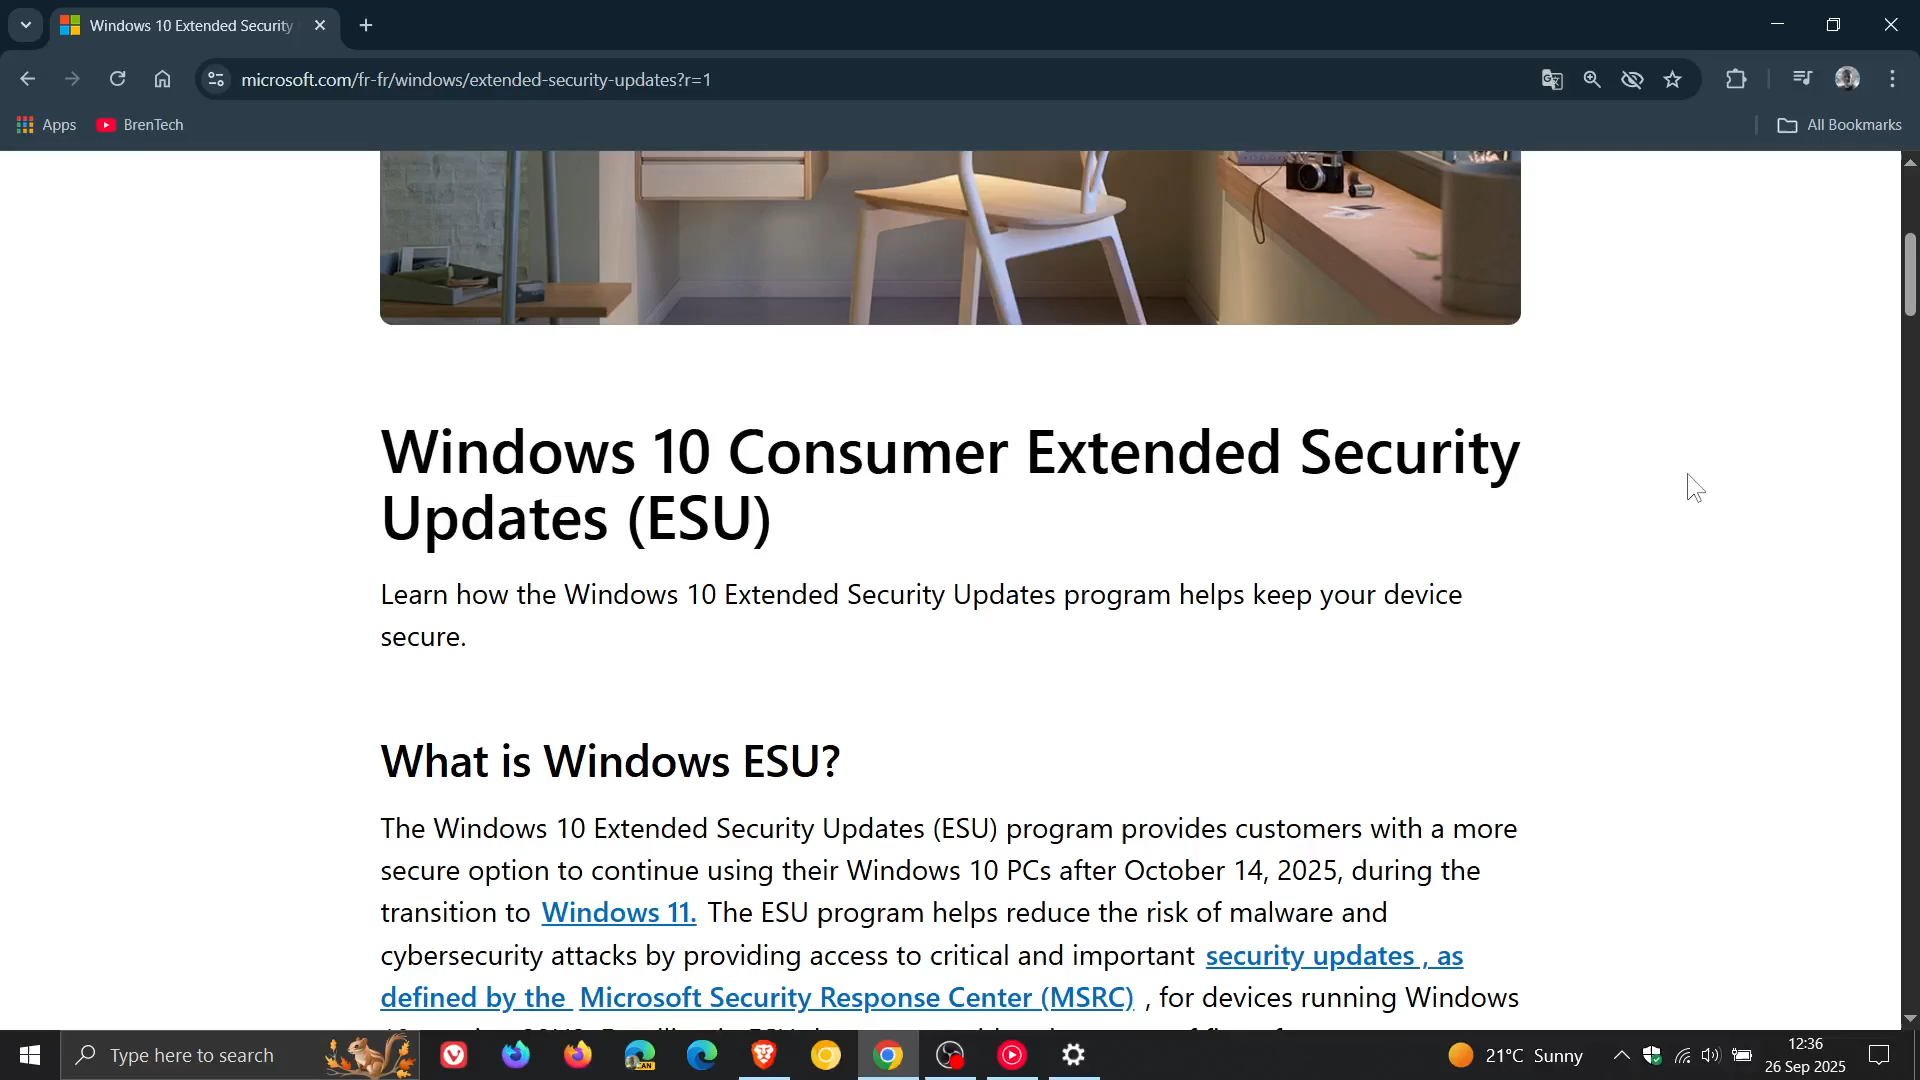 Windows 10 Extended Security
microsoft.com/fr-fr/windows/extended-security-updates?r=1
Apps
BrenTech
All Bookmarks
Windows 10 Consumer Extended Security
Updates (ESU)
Learn how the Windows 10 Extended Security Updates program helps keep your device
secure.
What is Windows ESU?
The Windows 10 Extended Security Updates (ESU) program provides customers with a more
secure option to continue using their Windows 10 PCs after October 14, 2025, during the
transition to Windows 11. The ESU program helps reduce the risk of malware and
cybersecurity attacks by providing access to critical and important security updates , as
defined by the Microsoft Security Response Center (MSRC) , for devices running Windows
Type here to search
CAN
21°C Sunny
12:36
26 Sep 2025